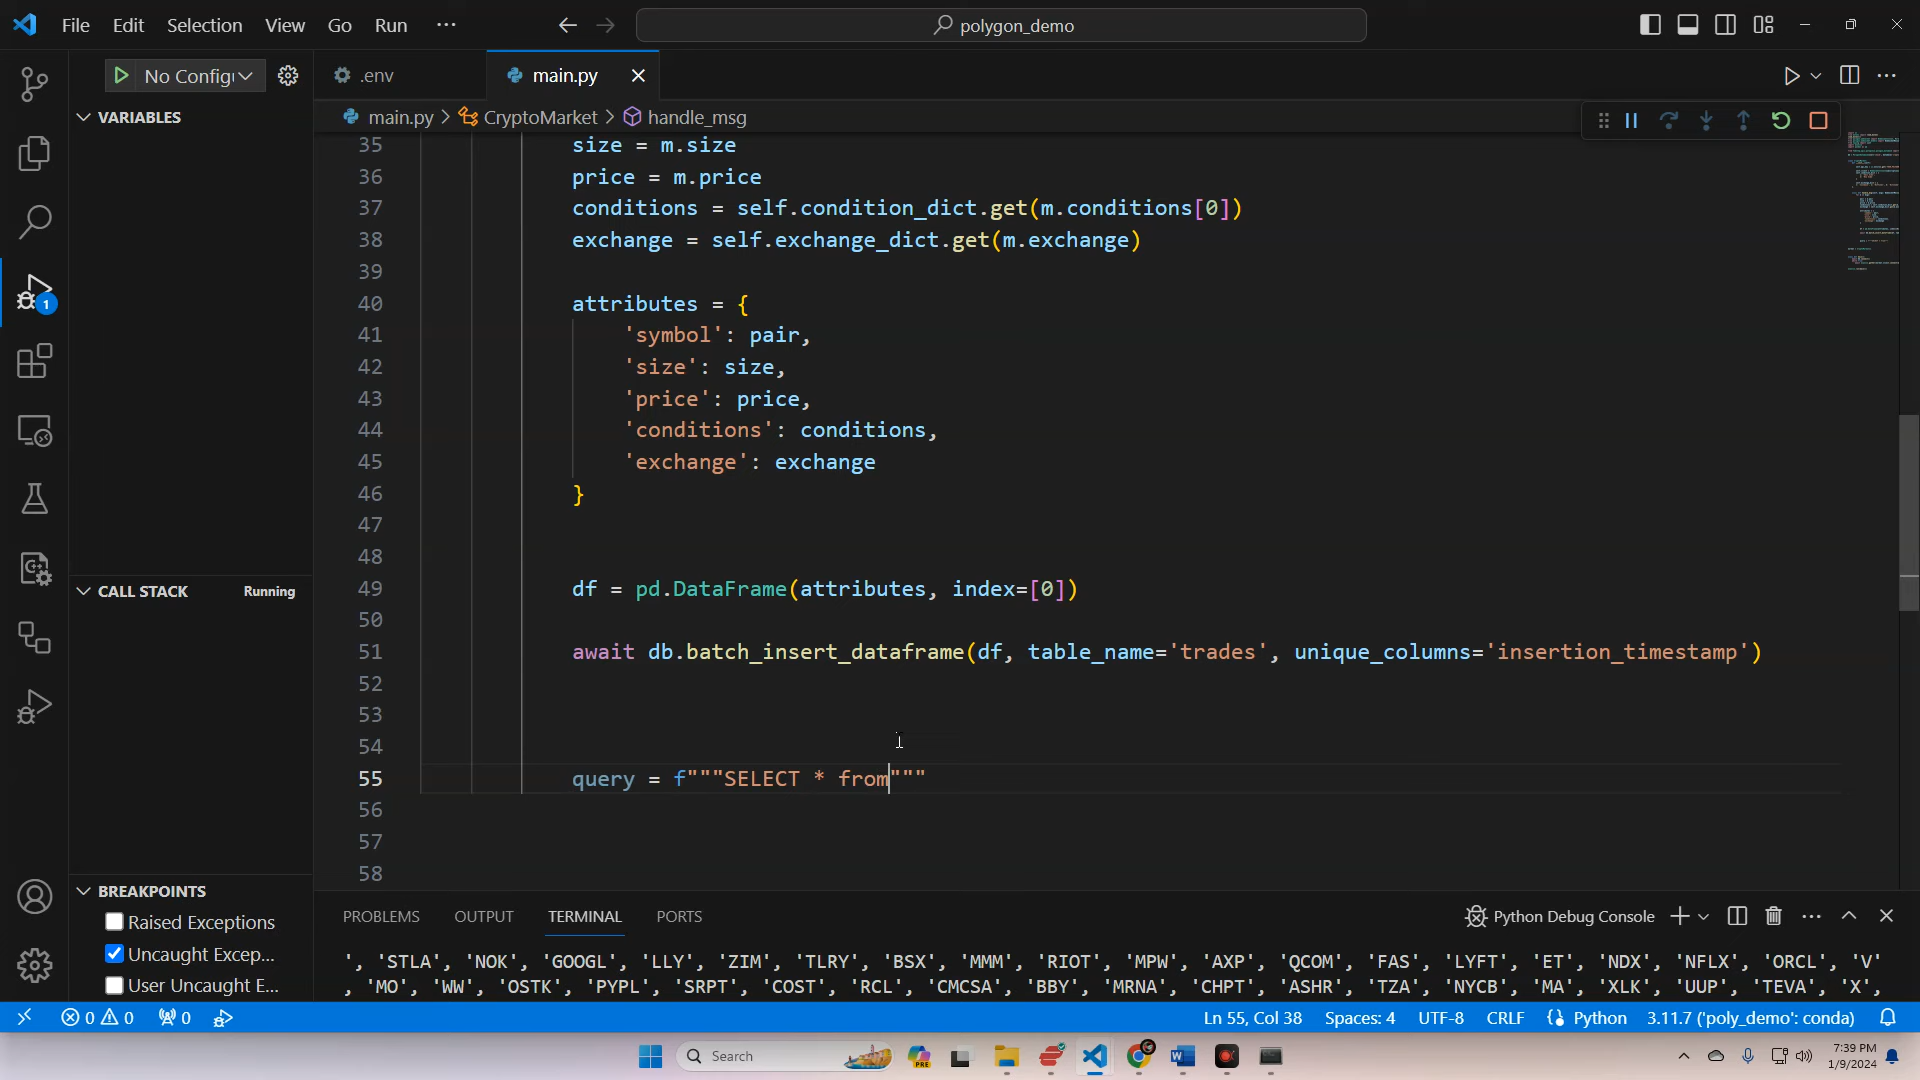 File Edit Selection View Go Run ···
polygon_demo
No Configu
.env
main.py
main.py > CryptoMarket > handle_msg
VARIABLES
CALL STACK Running
BREAKPOINTS
Raised Exceptions
Uncaught Excep...
User Uncaught E...
1
35 size = m.size
36 price = m.price
37 conditions = self.condition_dict.get(m.conditions[0])
38 exchange = self.exchange_dict.get(m.exchange)
39
40 attributes = {
41 'symbol': pair,
42 'size': size,
43 'price': price,
44 'conditions': conditions,
45 'exchange': exchange
46 }
47
48
49 df = pd.DataFrame(attributes, index=[0])
50
51 await db.batch_insert_dataframe(df, table_name='trades', unique_columns='insertion_timestamp')
52
53
54
55 query = f"""SELECT * from"""
56
57
58
PROBLEMS OUTPUT TERMINAL PORTS
Python Debug Console
', 'STLA', 'NOK', 'GOOGL', 'LLY', 'ZIM', 'TLRY', 'BSX', 'MMM', 'RIOT', 'MPW', 'AXP', 'QCOM', 'FAS', 'LYFT', 'ET', 'NDX', 'NFLX', 'ORCL', 'V'
, 'MO', 'WW', 'OSTK', 'PYPL', 'SRPT', 'COST', 'RCL', 'CMCSA', 'BBY', 'MRNA', 'CHPT', 'ASHR', 'TZA', 'NYCB', 'MA', 'XLK', 'UUP', 'TEVA', 'X',
0 0 0
Ln 55, Col 38 Spaces: 4 UTF-8 CRLF Python 3.11.7 ('poly_demo': conda)
Search
PRE
7:39 PM
1/9/2024